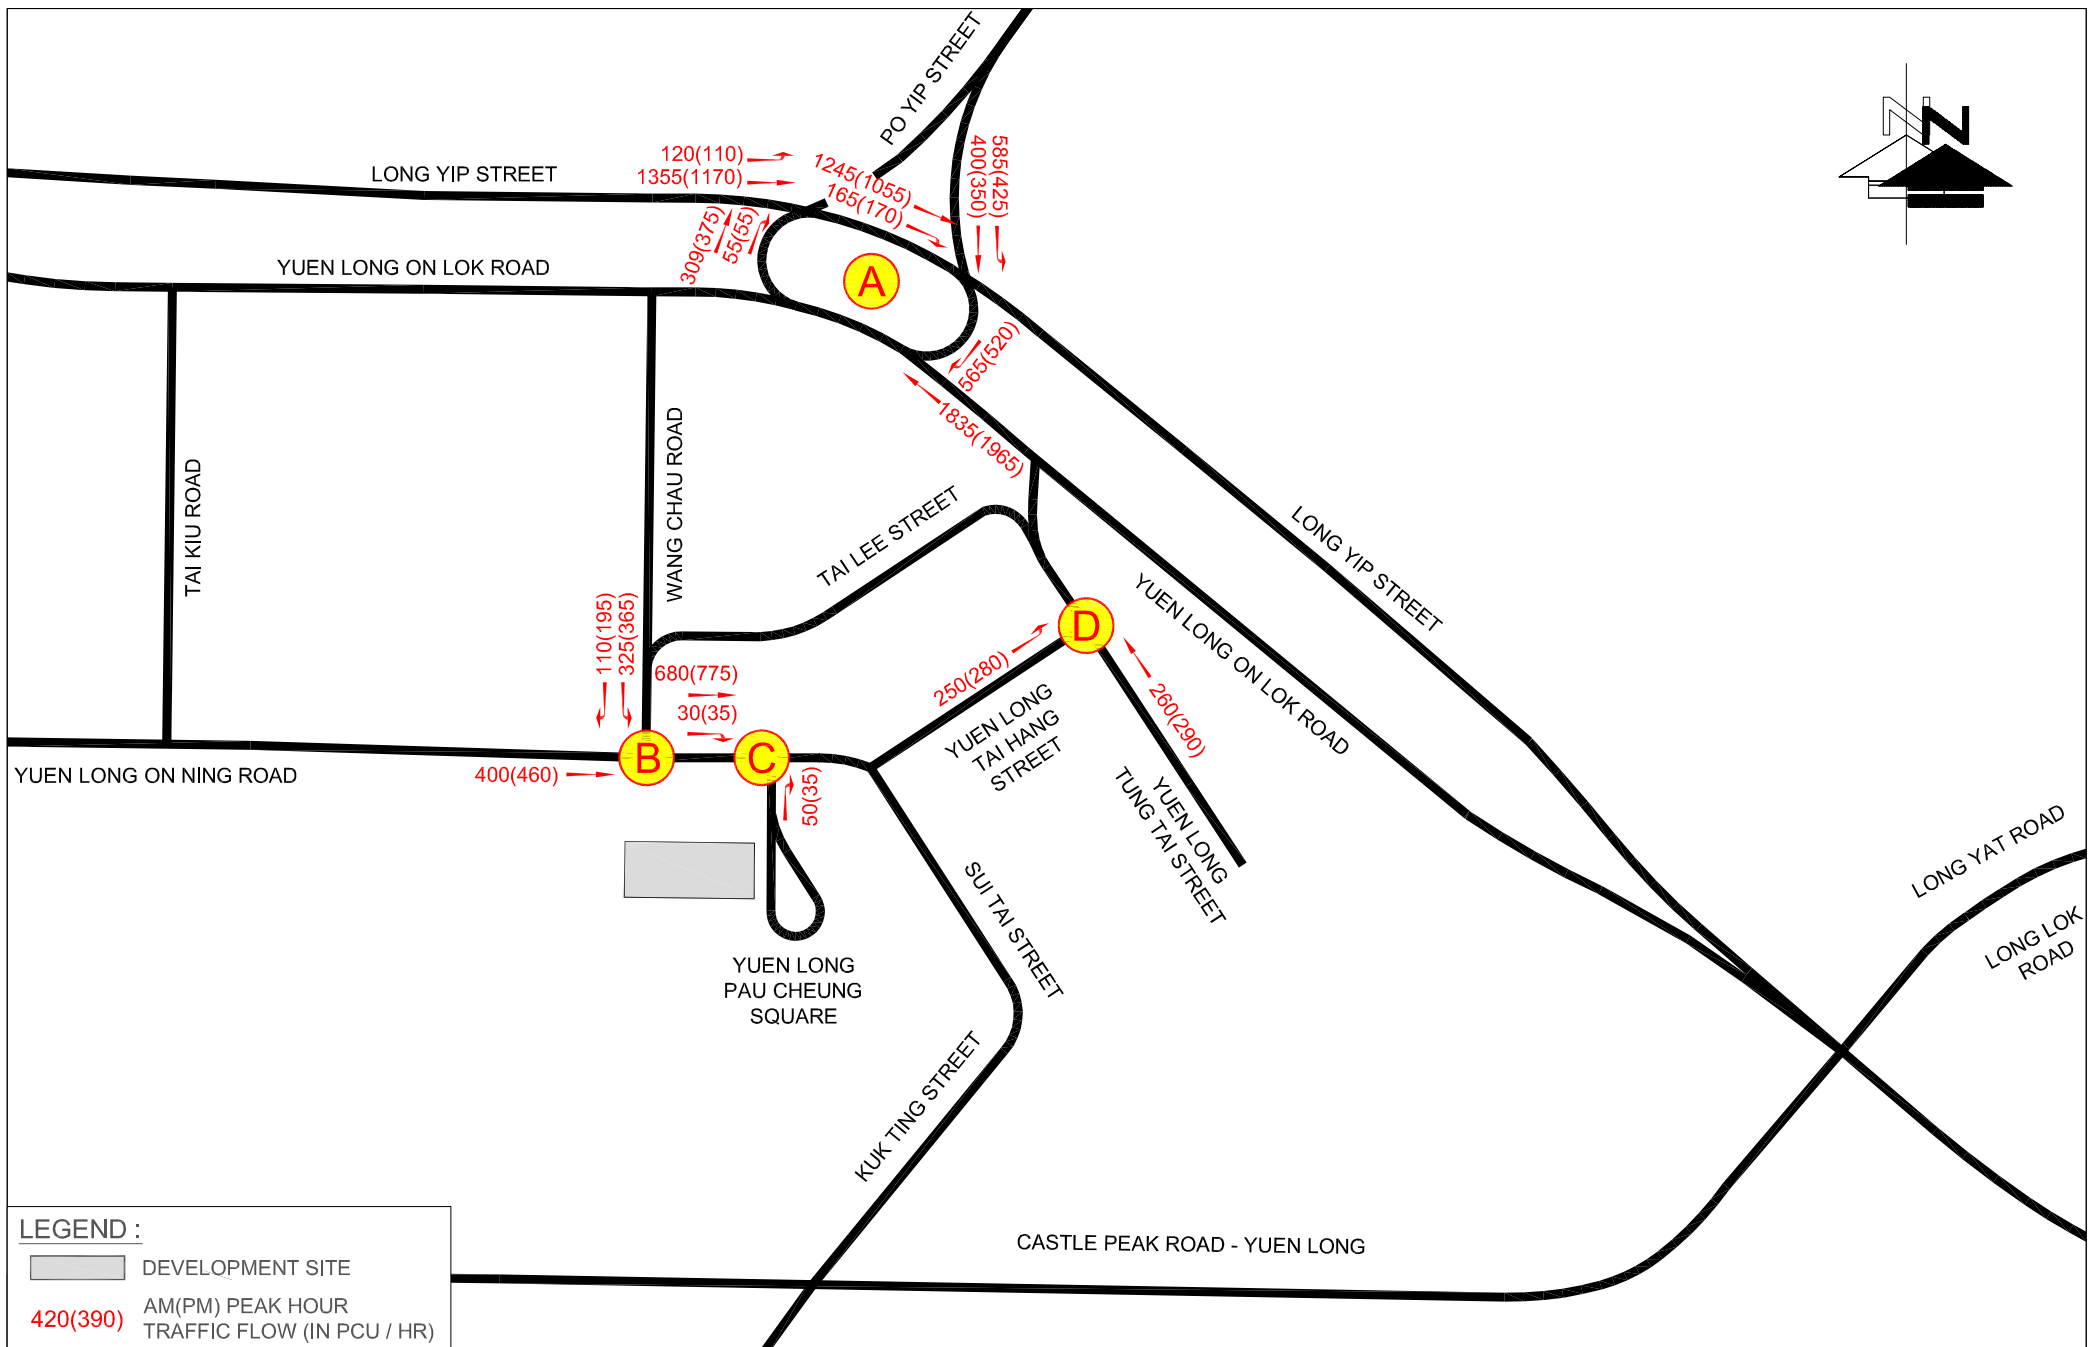 PO YIP STREET
N
LONG YIP STREET
120(110)
1355(1170)
1245(1055)
165(170)
585(425)
400(350)
309(375)
55(55)
YUEN LONG ON LOK ROAD
A
565(520)
1835(1965)
TAI KIU ROAD
WANG CHAU ROAD
TAI LEE STREET
LONG YIP STREET
YUEN LONG ON LOK ROAD
110(195)
325(365)
680(775)
30(35)
D
250(280)
260(290)
YUEN LONG
TAI HANG
STREET
YUEN LONG
TUNG TAI STREET
B
C
YUEN LONG ON NING ROAD
400(460)
50(35)
SUI TAI STREET
YUEN LONG
PAU CHEUNG
SQUARE
LONG YAT ROAD
LONG LOK
ROAD
KUK TING STREET
CASTLE PEAK ROAD - YUEN LONG
LEGEND :
DEVELOPMENT SITE
420(390)
AM(PM) PEAK HOUR
TRAFFIC FLOW (IN PCU / HR)